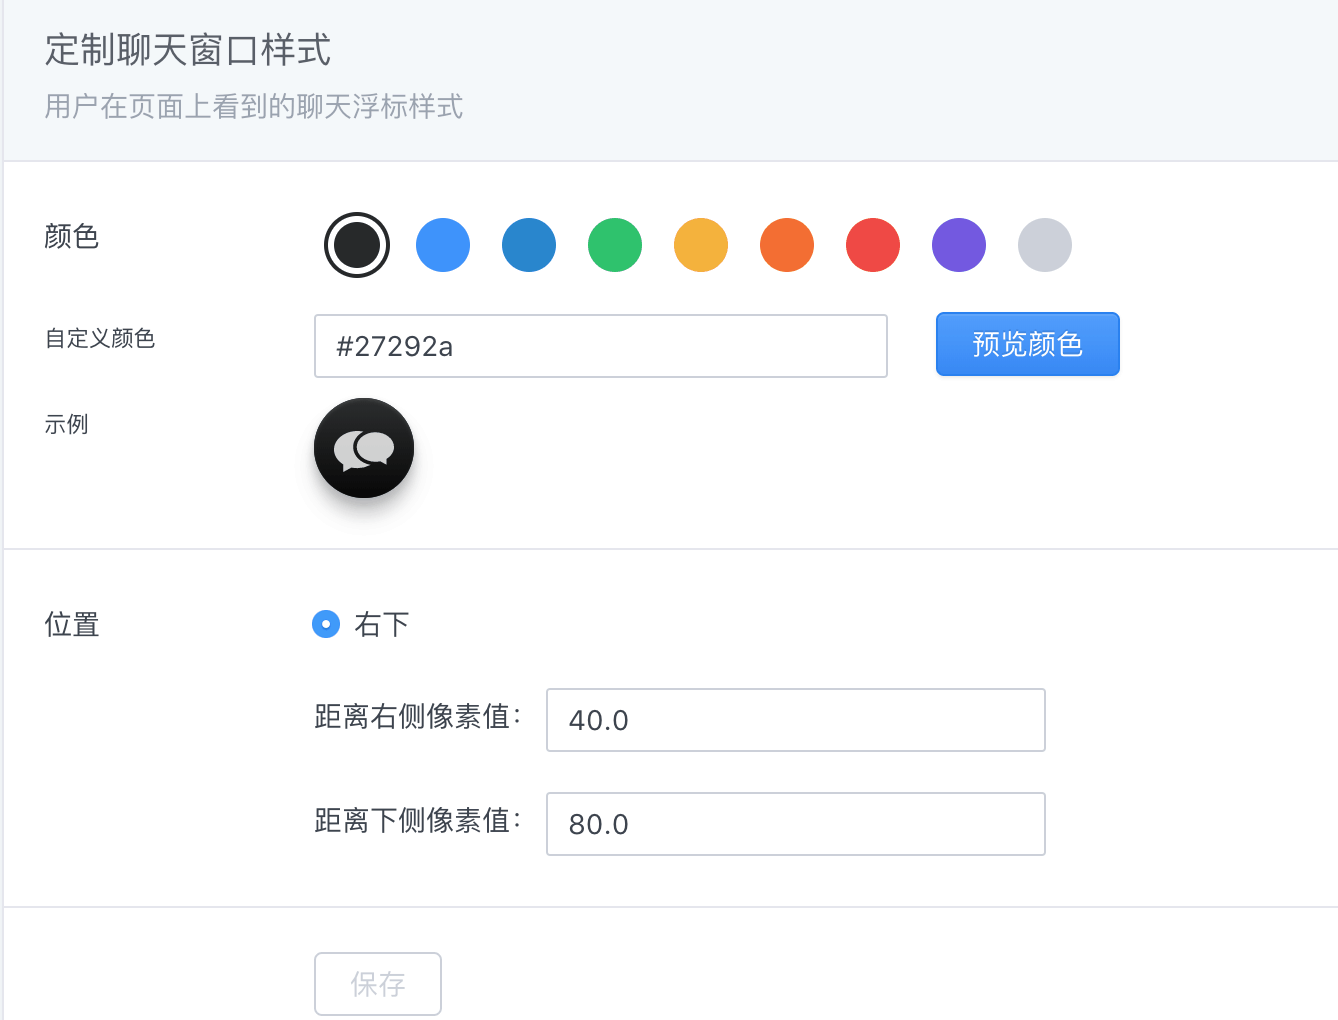 定制聊天窗口样式
用户在页面上看到的聊天浮标样式
颜色
自定义颜色
#27292a
预览颜色
示例
位置
右下
距离右侧像素值：
40.0
距离下侧像素值：
80.0
保存